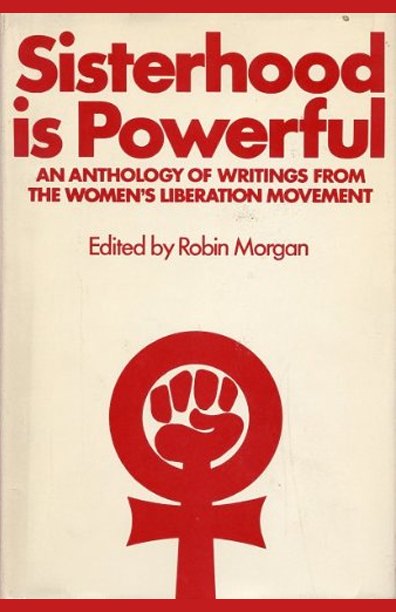 Sisterhood
is Powerful
AN ANTHOLOGY OF WRITINGS FROM
THE WOMEN'S LIBERATION MOVEMENT
Edited by Robin Morgan